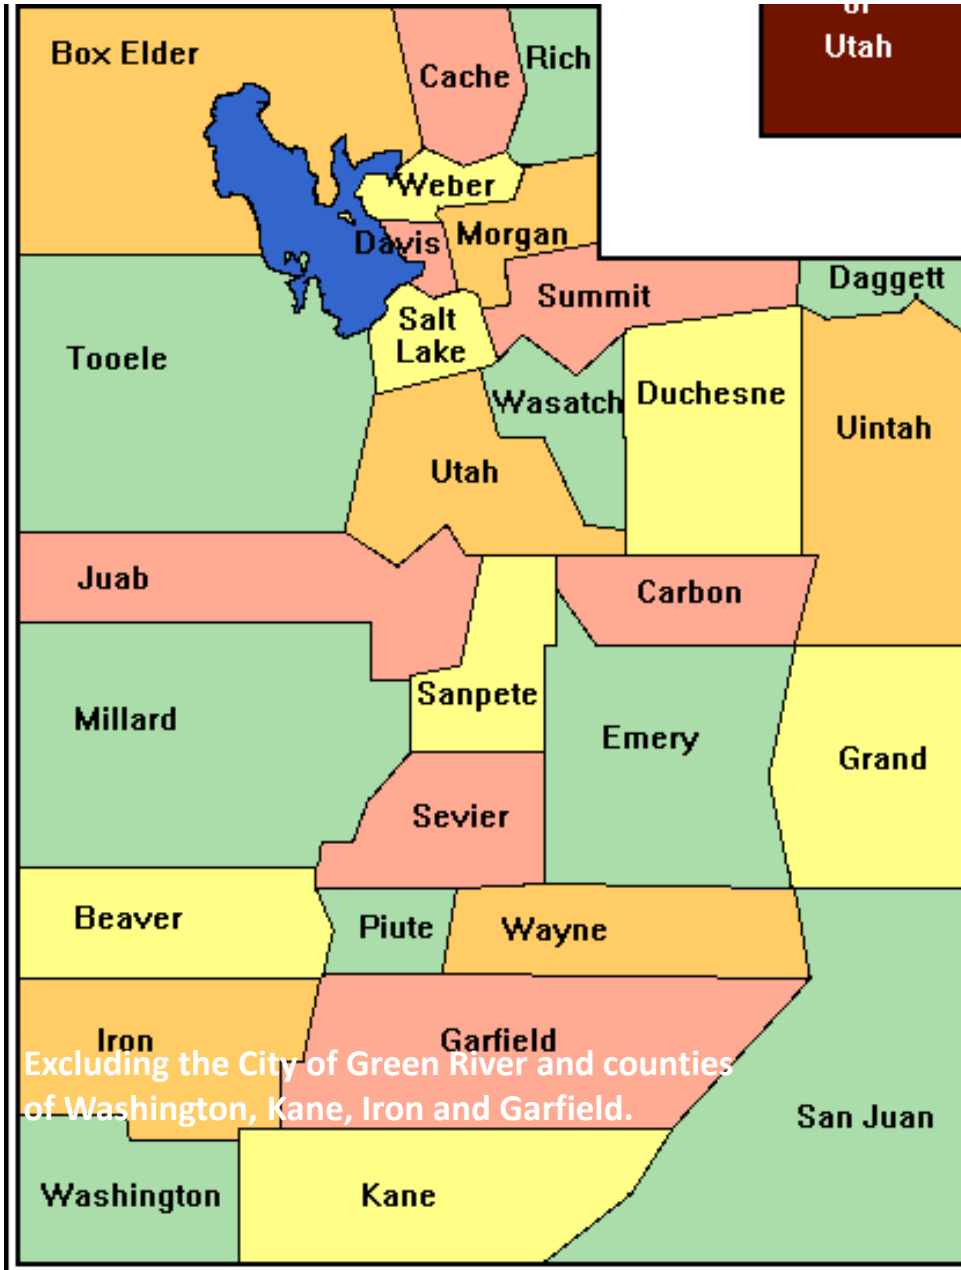 or
Utah
Box Elder
Cache
Rich
Weber
Davis
Morgan
Summit
Daggett
Salt
Lake
Tooele
Wasatch
Duchesne
Uintah
Utah
Juab
Carbon
Sanpete
Millard
Emery
Grand
Sevier
Beaver
Piute
Wayne
Iron
Garfield
Excluding the City of Green River and counties
of Washington, Kane, Iron and Garfield.
San Juan
Washington
Kane